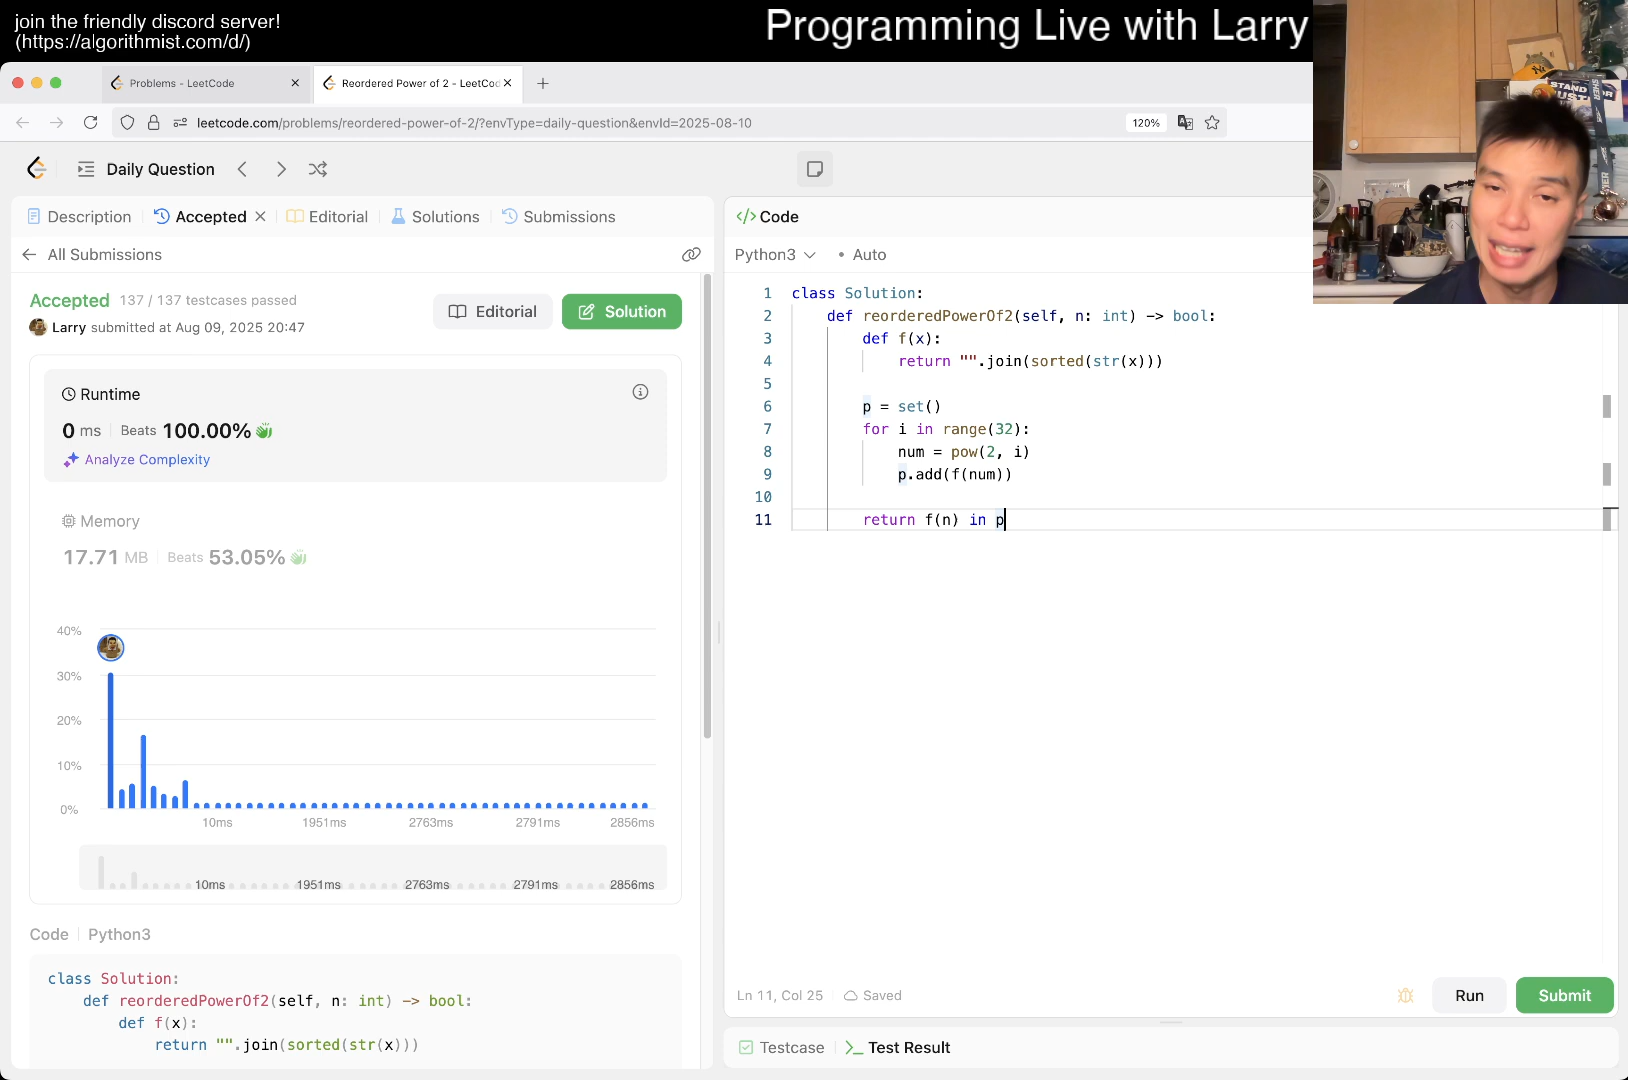 join the friendly discord server!
(https://algorithmist.com/d/)
Programming Live with Larry
Problems - LeetCode
Reordered Power of 2 - LeetCo
leetcode.com/problems/reordered-power-of-2/?envType=daily-question&envId=2025-08-10
120%
Daily Question
Description
Accepted
Editorial
Solutions
Submissions
All Submissions
Accepted 137 / 137 testcases passed
Larry submitted at Aug 09, 2025 20:47
Editorial
Solution
Runtime
0 ms Beats 100.00%
Analyze Complexity
Memory
17.71 MB Beats 53.05%
40%
30%
20%
10%
0%
10ms 1951ms 2763ms 2791ms 2856ms
10ms 1951ms 2763ms 2791ms 2856ms
Code Python3
class Solution:
def reorderedPowerOf2(self, n: int) -> bool:
def f(x):
return "".join(sorted(str(x)))
</> Code
Python3 • Auto
1 class Solution:
2 def reorderedPowerOf2(self, n: int) -> bool:
3 def f(x):
4 return "".join(sorted(str(x)))
5
6 p = set()
7 for i in range(32):
8 num = pow(2, i)
9 p.add(f(num))
10
11 return f(n) in p
Ln 11, Col 25 Saved
Run
Submit
Testcase
Test Result
STAND
FOR